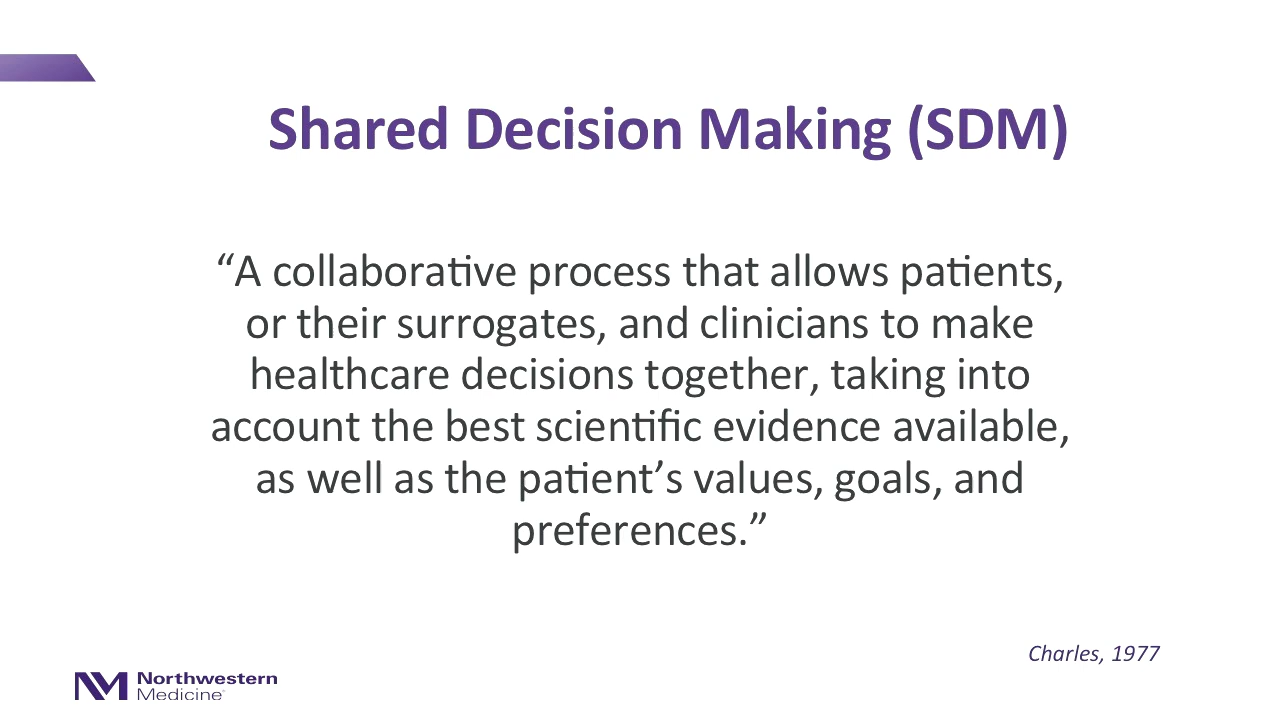 Shared Decision Making (SDM)
“A collaborative process that allows patients,
or their surrogates, and clinicians to make
healthcare decisions together, taking into
account the best scientific evidence available,
as well as the patient’s values, goals, and
preferences.”
Charles, 1977
Northwestern
Medicine®